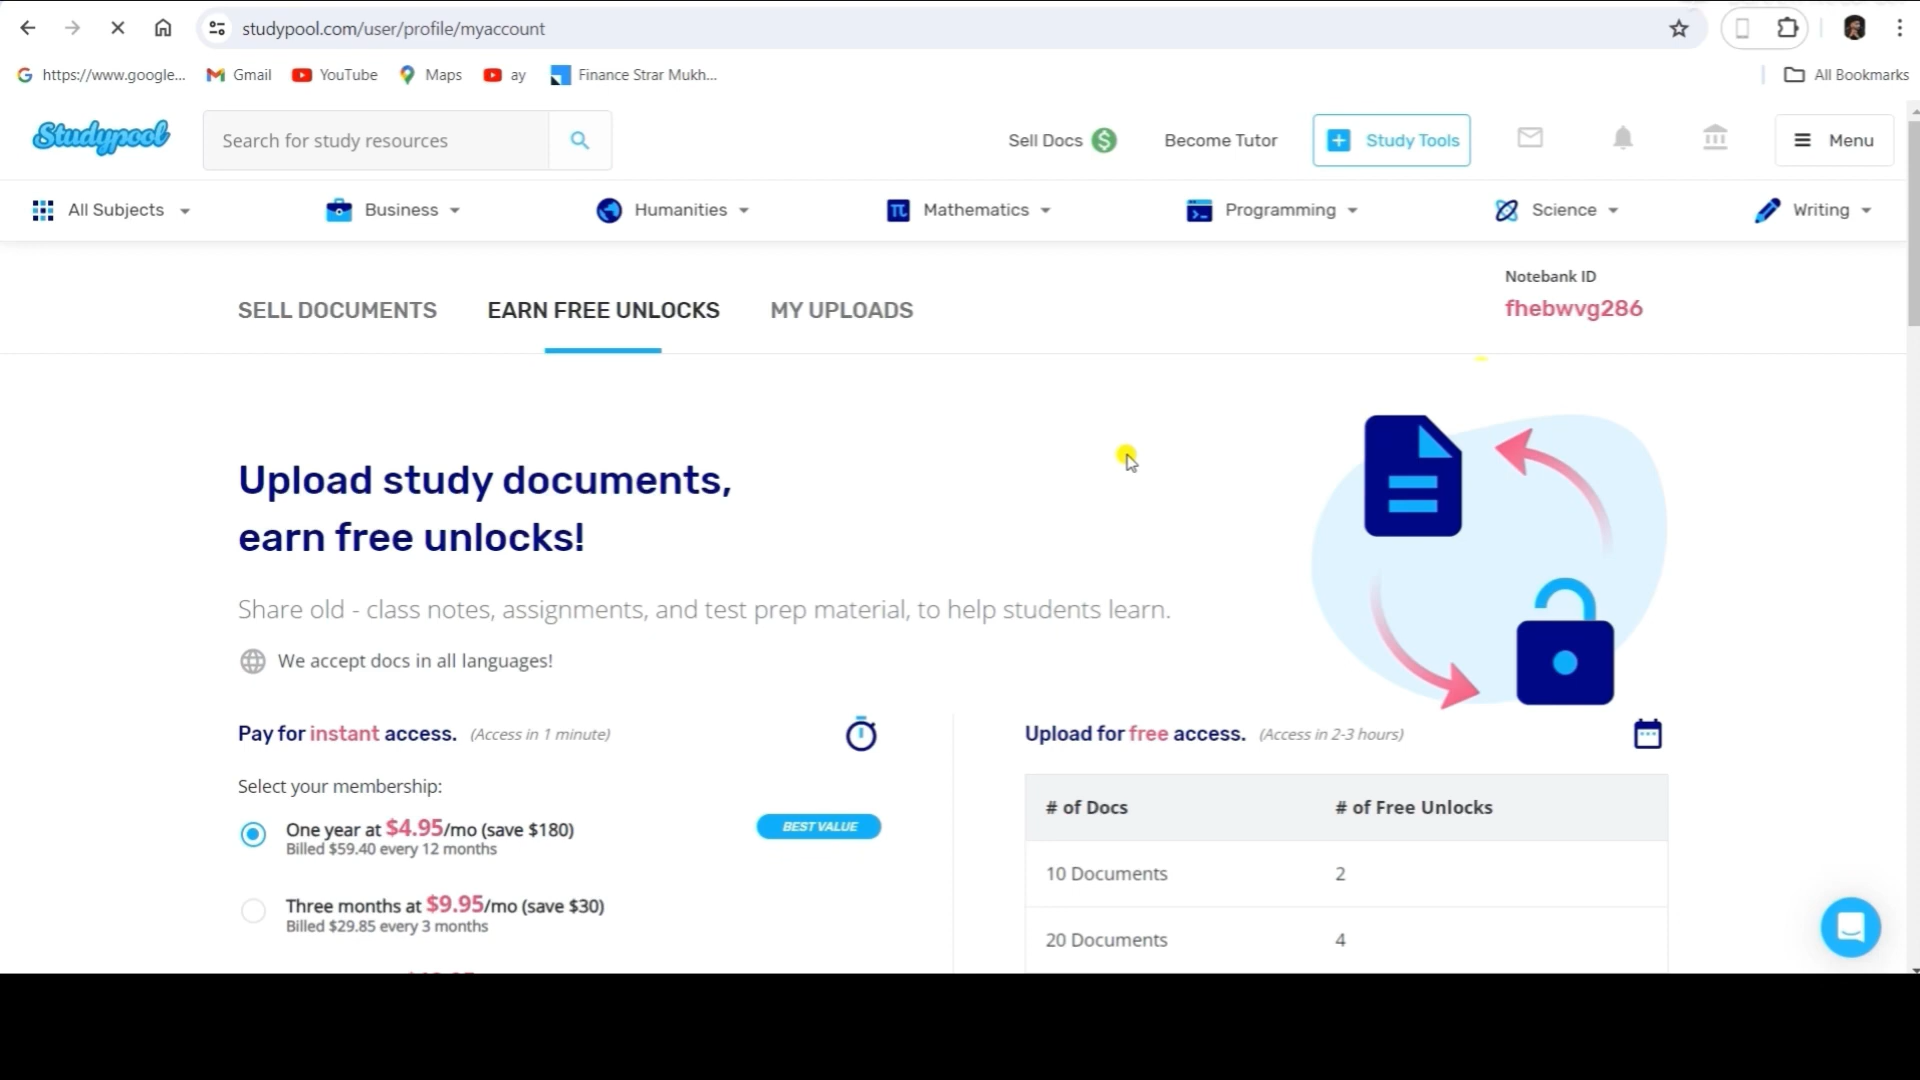 studypool.com/user/profile/myaccount
https://www.google...
Gmail
YouTube
Maps
ay
Finance Strar Mukh...
All Bookmarks
Studypool
Search for study resources
Sell Docs
Become Tutor
Study Tools
Menu
All Subjects
Business
Humanities
Mathematics
Programming
Science
Writing
SELL DOCUMENTS
EARN FREE UNLOCKS
MY UPLOADS
Notebank ID
fhebwvg286
Upload study documents,
earn free unlocks!
Share old - class notes, assignments, and test prep material, to help students learn.
We accept docs in all languages!
Pay for instant access. (Access in 1 minute)
Select your membership:
One year at $4.95/mo (save $180)
Billed $59.40 every 12 months
BEST VALUE
Three months at $9.95/mo (save $30)
Billed $29.85 every 3 months
Upload for free access. (Access in 2-3 hours)
# of Docs # of Free Unlocks
10 Documents 2
20 Documents 4